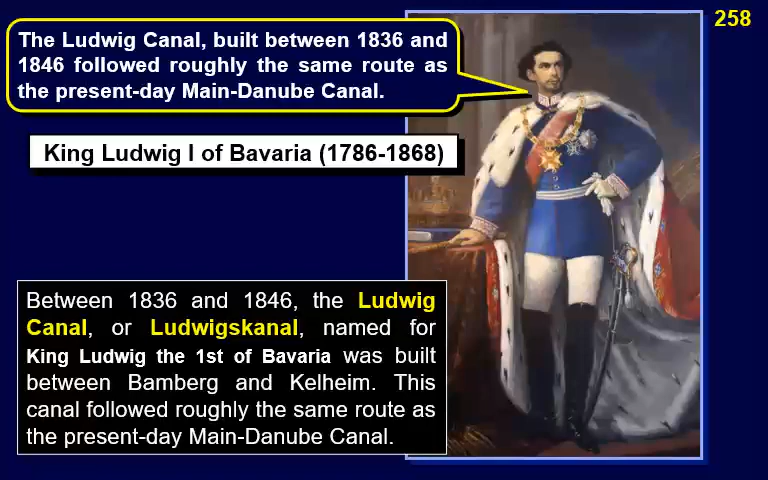 258
The Ludwig Canal, built between 1836 and
1846 followed roughly the same route as
the present-day Main-Danube Canal.
King Ludwig I of Bavaria (1786-1868)
Between 1836 and 1846, the Ludwig
Canal, or Ludwigskanal, named for
King Ludwig the 1st of Bavaria was built
between Bamberg and Kelheim. This
canal followed roughly the same route as
the present-day Main-Danube Canal.